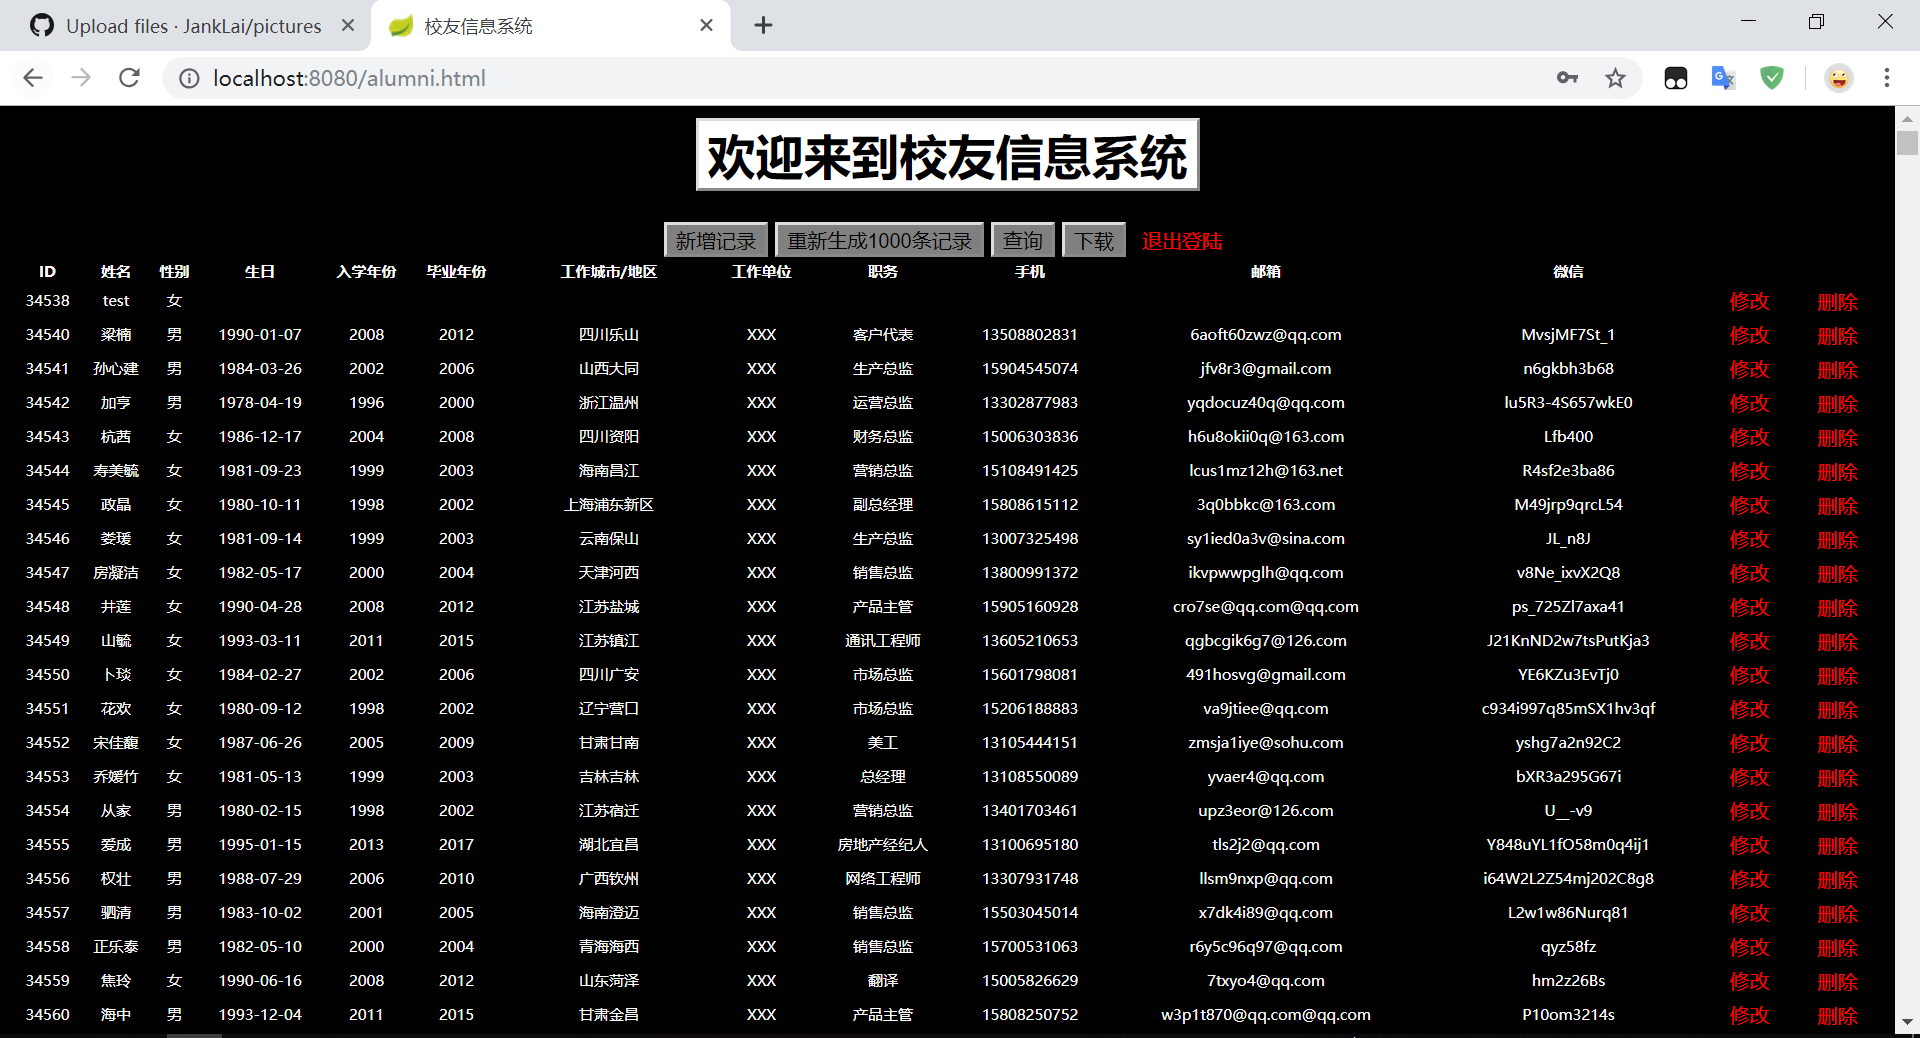 Upload files · JankLai/pictures 校友信息系统
localhost:8080/alumni.html
欢迎来到校友信息系统
新增记录 重新生成1000条记录 查询 下载 退出登陆
ID 姓名 性别 生日 入学年份 毕业年份 工作城市/地区 工作单位 职务 手机 邮箱 微信
34538 test 女 修改 删除
34540 梁楠 男 1990-01-07 2008 2012 四川乐山 XXX 客户代表 13508802831 6aoft60zwz@qq.com MvsjMF7St_1 修改 删除
34541 孙心建 男 1984-03-26 2002 2006 山西大同 XXX 生产总监 15904545074 jfv8r3@gmail.com n6gkbh3b68 修改 删除
34542 加亨 男 1978-04-19 1996 2000 浙江温州 XXX 运营总监 13302877983 yqdocuz40q@qq.com lu5R3-4S657wkE0 修改 删除
34543 杭茜 女 1986-12-17 2004 2008 四川资阳 XXX 财务总监 15006303836 h6u8okii0q@163.com Lfb400 修改 删除
34544 寿美毓 女 1981-09-23 1999 2003 海南昌江 XXX 营销总监 15108491425 lcus1mz12h@163.net R4sf2e3ba86 修改 删除
34545 政晶 女 1980-10-11 1998 2002 上海浦东新区 XXX 副总经理 15808615112 3q0bbkc@163.com M49jrp9qrcL54 修改 删除
34546 娄瑗 女 1981-09-14 1999 2003 云南保山 XXX 生产总监 13007325498 sy1ied0a3v@sina.com JL_n8J 修改 删除
34547 房凝洁 女 1982-05-17 2000 2004 天津河西 XXX 销售总监 13800991372 ikvpwwpglh@qq.com v8Ne_ixvX2Q8 修改 删除
34548 井莲 女 1990-04-28 2008 2012 江苏盐城 XXX 产品主管 15905160928 cro7se@qq.com@qq.com ps_725Zl7axa41 修改 删除
34549 山毓 女 1993-03-11 2011 2015 江苏镇江 XXX 通讯工程师 13605210653 qgbcgik6g7@126.com J21KnND2w7tsPutKja3 修改 删除
34550 卜琰 女 1984-02-27 2002 2006 四川广安 XXX 市场总监 15601798081 491hosvg@gmail.com YE6KZu3EvTj0 修改 删除
34551 花欢 女 1980-09-12 1998 2002 辽宁营口 XXX 市场总监 15206188883 va9jtiee@qq.com c934i997q85mSX1hv3qf 修改 删除
34552 宋佳馥 女 1987-06-26 2005 2009 甘肃甘南 XXX 美工 13105444151 zmsja1iye@sohu.com yshg7a2n92C2 修改 删除
34553 乔媛竹 女 1981-05-13 1999 2003 吉林吉林 XXX 总经理 13108550089 yvaer4@qq.com bXR3a295G67i 修改 删除
34554 从家 男 1980-02-15 1998 2002 江苏宿迁 XXX 营销总监 13401703461 upz3eor@126.com U__-v9 修改 删除
34555 爱成 男 1995-01-15 2013 2017 湖北宜昌 XXX 房地产经纪人 13100695180 tls2j2@qq.com Y848uYL1fO58m0q4ij1 修改 删除
34556 权壮 男 1988-07-29 2006 2010 广西钦州 XXX 网络工程师 13307931748 llsm9nxp@qq.com i64W2L2Z54mj202C8g8 修改 删除
34557 驷清 男 1983-10-02 2001 2005 海南澄迈 XXX 销售总监 15503045014 x7dk4i89@qq.com L2w1w86Nurq81 修改 删除
34558 正乐泰 男 1982-05-10 2000 2004 青海海西 XXX 销售总监 15700531063 r6y5c96q97@qq.com qyz58fz 修改 删除
34559 焦玲 女 1990-06-16 2008 2012 山东菏泽 XXX 翻译 15005826629 7txyo4@qq.com hm2z26Bs 修改 删除
34560 海中 男 1993-12-04 2011 2015 甘肃金昌 XXX 产品主管 15808250752 w3p1t870@qq.com@qq.com P10om3214s 修改 删除